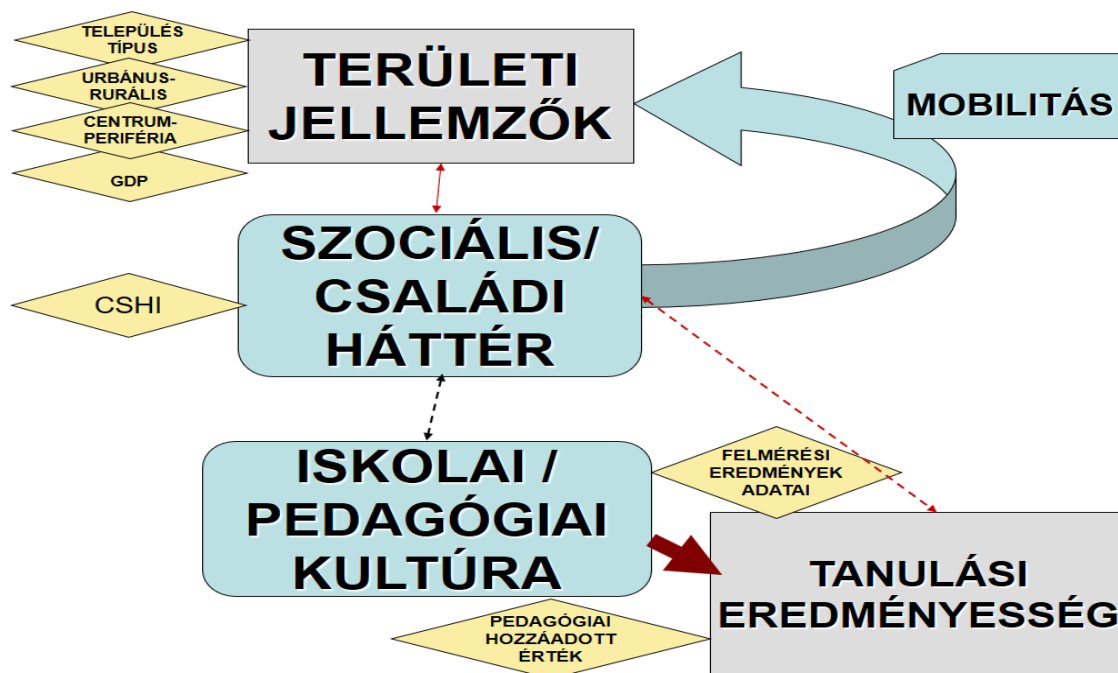 TELEPÜLÉS
TÍPUS
URBÁNUS-
RURÁLIS
CENTRUM-
PERIFÉRIA
GDP
TERÜLETI
JELLEMZŐK
MOBILITÁS
SZOCIÁLIS/
CSALÁDI
HÁTTÉR
CSHI
ISKOLAI /
PEDAGÓGIAI
KULTÚRA
FELMÉRÉSI
EREDMÉNYEK
ADATAI
TANULÁSI
EREDMÉNYESSÉG
PEDAGÓGIAI
HOZZÁADOTT
ÉRTÉK